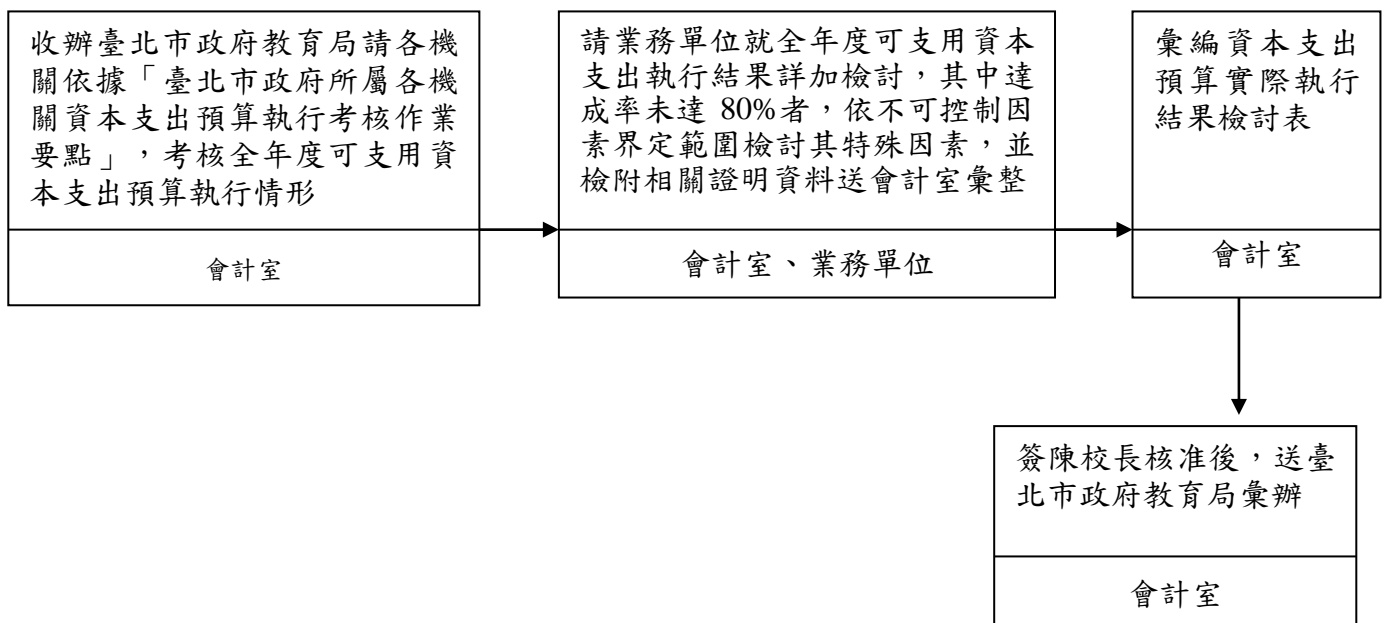 收辦臺北市政府教育局請各機
關依據「臺北市政府所屬各機
關資本支出預算執行考核作業
要點」，考核全年度可支用資
本支出預算執行情形
會計室
請業務單位就全年度可支用資本
支出執行結果詳加檢討，其中達
成率未達 80%者，依不可控制因
素界定範圍檢討其特殊因素，並
檢附相關證明資料送會計室彙整
會計室、業務單位
彙編資本支出
預算實際執行
結果檢討表
會計室
簽陳校長核准後，送臺
北市政府教育局彙辦
會計室